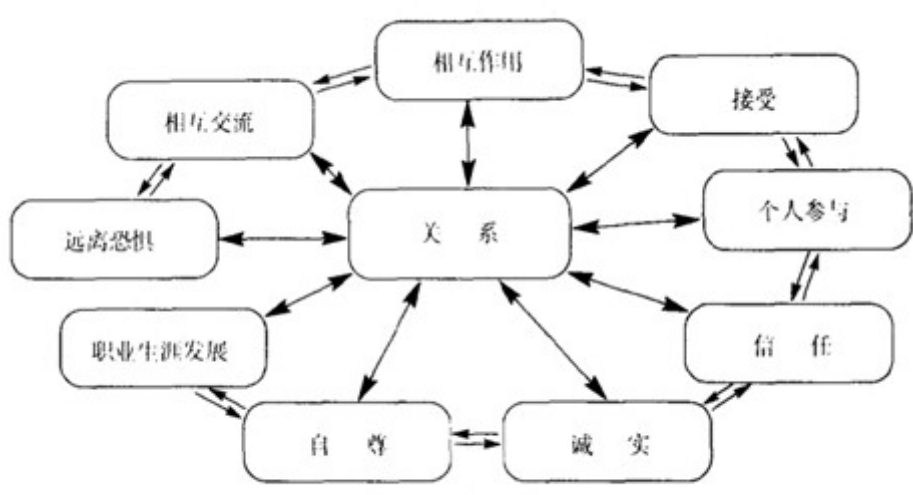 相互作用
接受
相互交流
个人参与
关系
远离恐惧
信任
职业生涯发展
自尊
诚实